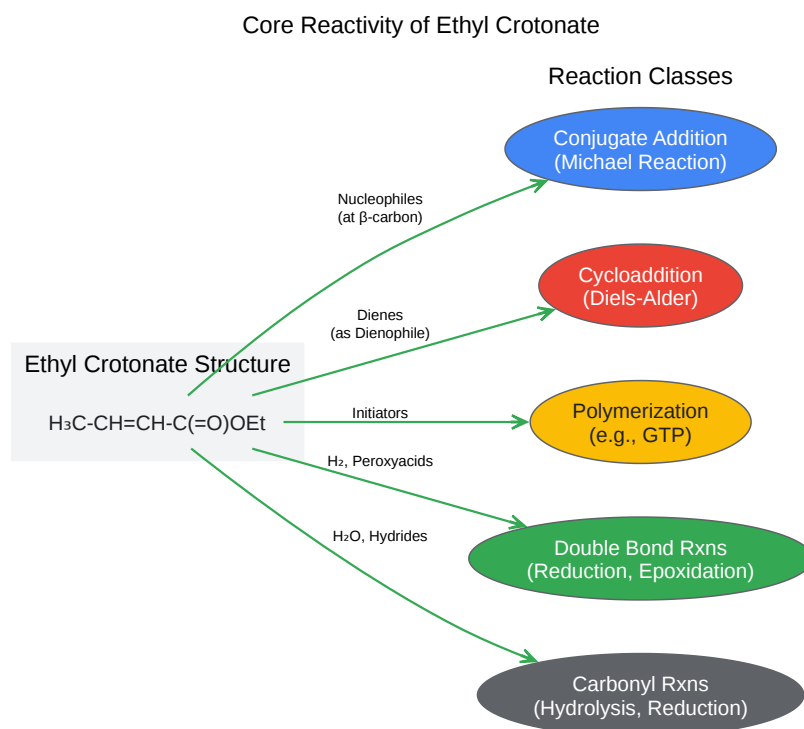 Core Reactivity of Ethyl Crotonate
Reaction Classes
Conjugate Addition
(Michael Reaction)
Nucleophiles
(at β-carbon)
Cycloaddition
(Diels-Alder)
Dienes
(as Dienophile)
Ethyl Crotonate Structure
H₃C-CH=CH-C(=O)OEt
Initiators
Polymerization
(e.g., GTP)
H₂, Peroxyacids
Double Bond Rxns
(Reduction, Epoxidation)
H₂O, Hydrides
Carbonyl Rxns
(Hydrolysis, Reduction)